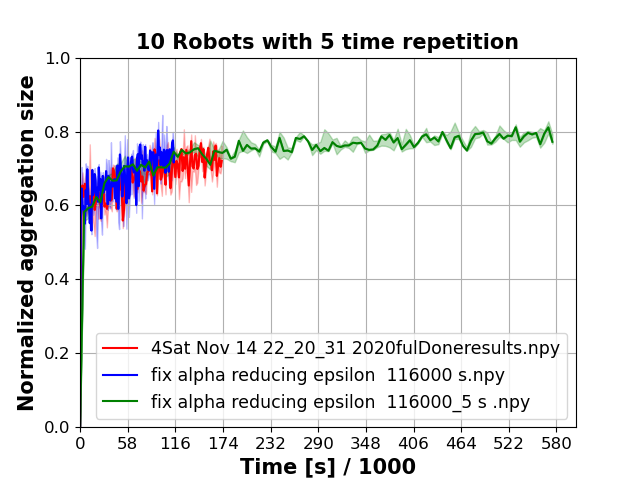 10 Robots with 5 time repetition
Normalized aggregation size
1.0
0.8
0.6
0.4
0.2
0.0
4Sat Nov 14 22_20_31 2020fulDoneresults.npy
fix alpha reducing epsilon  116000 s.npy
fix alpha reducing epsilon  116000_5 s .npy
0 58 116 174 232 290 348 406 464 522 580
Time [s] / 1000